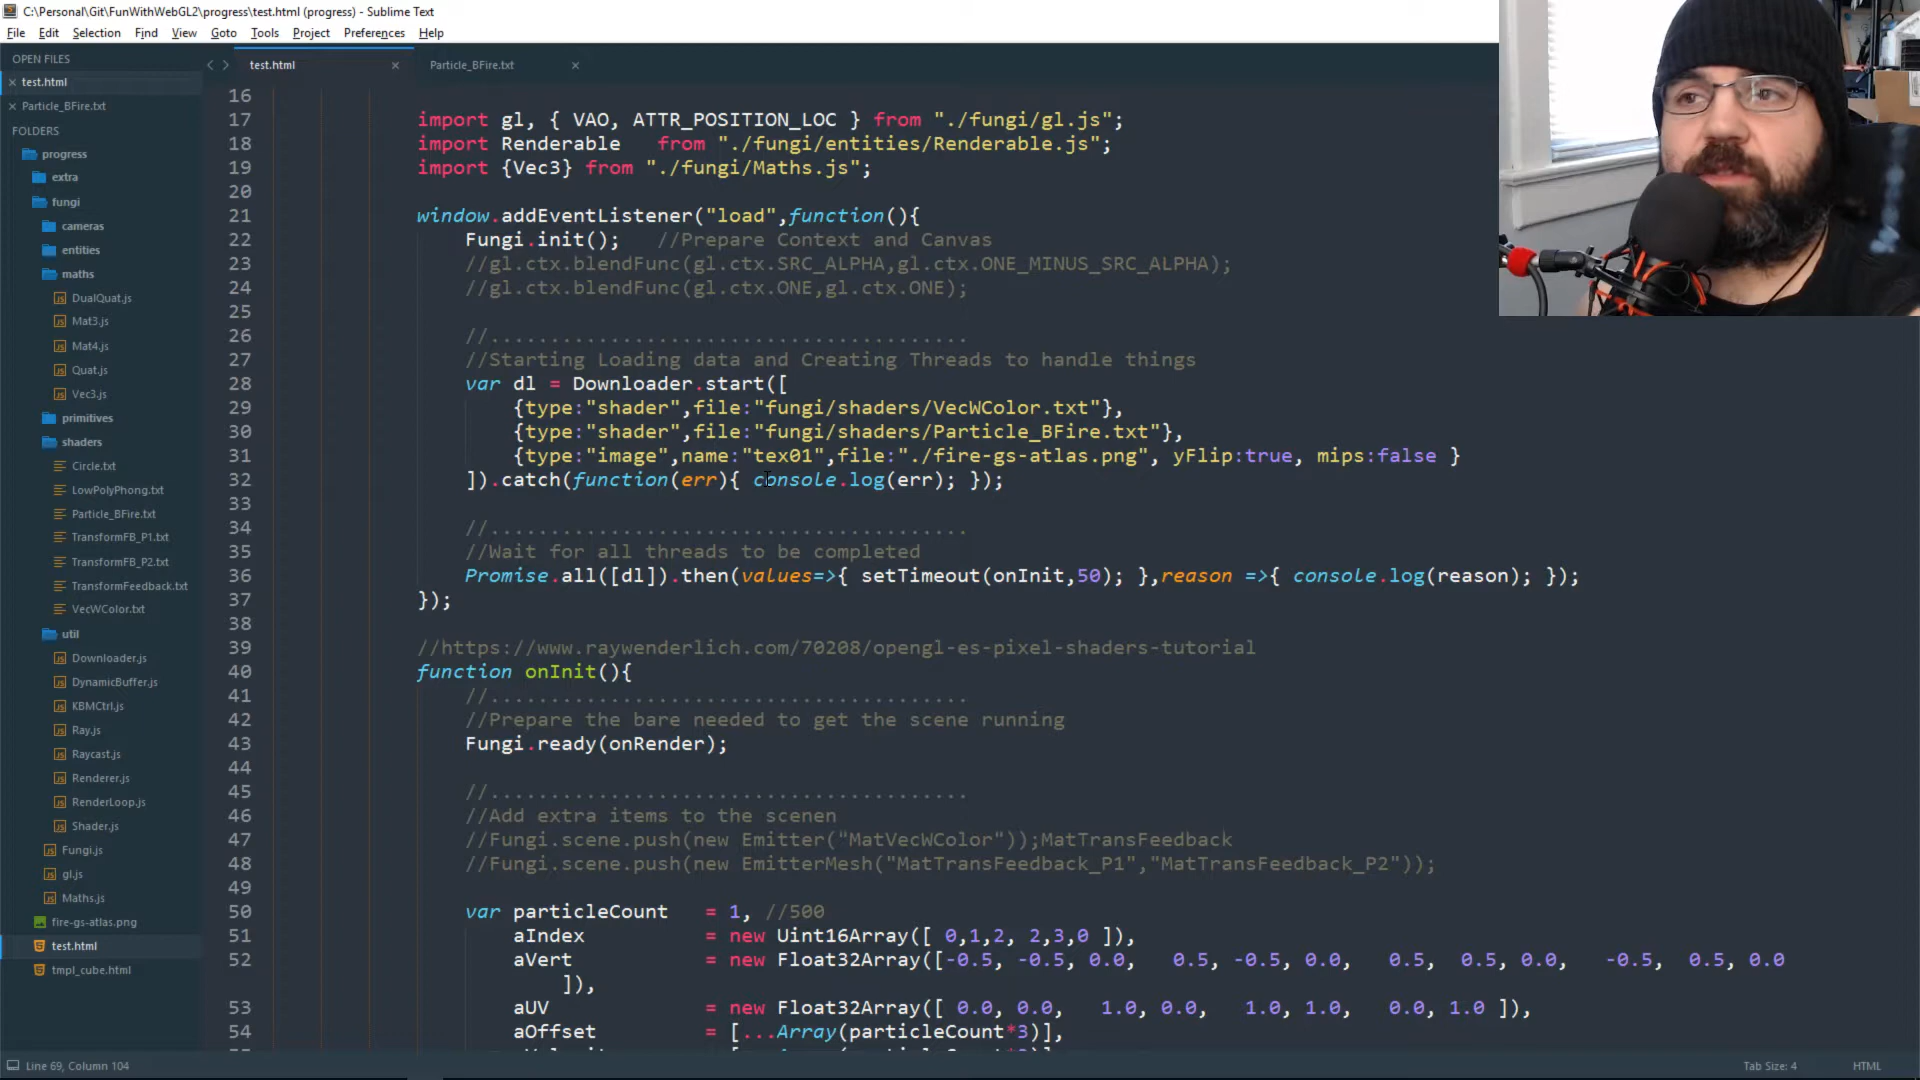 C:\Personal\Git\FunWithWebGL2\progress\test.html (progress) - Sublime Text
File Edit Selection Find View Goto Tools Project Preferences Help
OPEN FILES
test.html
Particle_BFire.txt
FOLDERS
progress
extra
fungi
cameras
entities
maths
DualQuat.js
Mat3.js
Mat4.js
Quat.js
Vec3.js
primitives
shaders
Circle.txt
LowPolyPhong.txt
Particle_BFire.txt
TransformFB_P1.txt
TransformFB_P2.txt
TransformFeedback.txt
VecWColor.txt
util
Downloader.js
DynamicBuffer.js
KBMCtrl.js
Ray.js
Raycast.js
Renderer.js
RenderLoop.js
Shader.js
Fungi.js
gl.js
Maths.js
fire-gs-atlas.png
test.html
tmpl_cube.html
test.html Particle_BFire.txt
16
17 import gl, { VAO, ATTR_POSITION_LOC } from "./fungi/gl.js";
18 import Renderable from "./fungi/entities/Renderable.js";
19 import {Vec3} from "./fungi/Maths.js";
20
21 window.addEventListener("load",function(){
22 Fungi.init(); //Prepare Context and Canvas
23 //gl.ctx.blendFunc(gl.ctx.SRC_ALPHA,gl.ctx.ONE_MINUS_SRC_ALPHA);
24 //gl.ctx.blendFunc(gl.ctx.ONE,gl.ctx.ONE);
25
26 //........................................
27 //Starting Loading data and Creating Threads to handle things
28 var dl = Downloader.start([
29 {type:"shader",file:"fungi/shaders/VecWColor.txt"},
30 {type:"shader",file:"fungi/shaders/Particle_BFire.txt"},
31 {type:"image",name:"tex01",file:"./fire-gs-atlas.png", yFlip:true, mips:false }
32 ]).catch(function(err){ console.log(err); });
33
34 //........................................
35 //Wait for all threads to be completed
36 Promise.all([dl]).then(values=>{ setTimeout(onInit,50); },reason =>{ console.log(reason); });
37 });
38
39 //https://www.raywenderlich.com/70208/opengl-es-pixel-shaders-tutorial
40 function onInit(){
41 //........................................
42 //Prepare the bare needed to get the scene running
43 Fungi.ready(onRender);
44
45 //........................................
46 //Add extra items to the scenen
47 //Fungi.scene.push(new Emitter("MatVecWColor"));MatTransFeedback
48 //Fungi.scene.push(new EmitterMesh("MatTransFeedback_P1","MatTransFeedback_P2"));
49
50 var particleCount = 1, //500
51 aIndex = new Uint16Array([ 0,1,2, 2,3,0 ]),
52 aVert = new Float32Array([-0.5, -0.5, 0.0, 0.5, -0.5, 0.0, 0.5, 0.5, 0.0, -0.5, 0.5, 0.0
]),
53 aUV = new Float32Array([ 0.0, 0.0, 1.0, 0.0, 1.0, 1.0, 0.0, 1.0 ]),
54 aOffset = [...Array(particleCount*3)],
Line 69, Column 104
Tab Size: 4 HTML